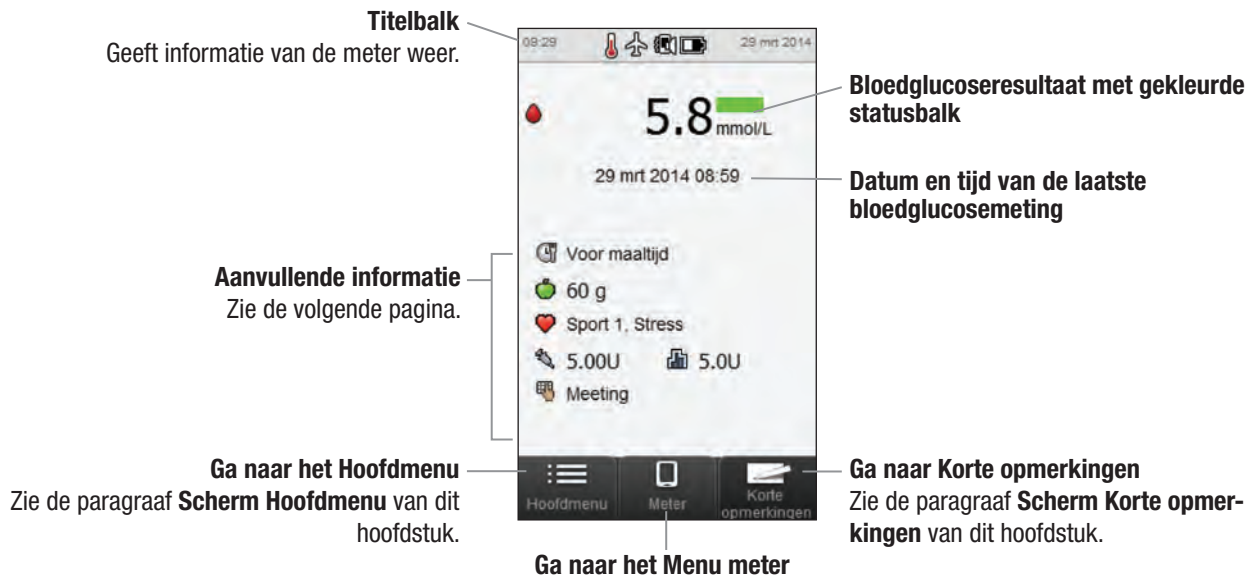 Titelbalk
Geeft informatie van de meter weer.
08:29
29 mrt 2014
5.8
mmol/L
Bloedglucoseresultaat met gekleurde
statusbalk
29 mrt 2014 08:59
Datum en tijd van de laatste
bloedglucosemeting
Aanvullende informatie
Zie de volgende pagina.
Voor maaltijd
60 g
Sport 1, Stress
5.00U 5.0U
Meeting
Ga naar het Hoofdmenu
Zie de paragraaf Scherm Hoofdmenu van dit
hoofdstuk.
Hoofdmenu
Meter
Korte
opmerkingen
Ga naar Korte opmerkingen
Zie de paragraaf Scherm Korte opmer-
kingen van dit hoofdstuk.
Ga naar het Menu meter